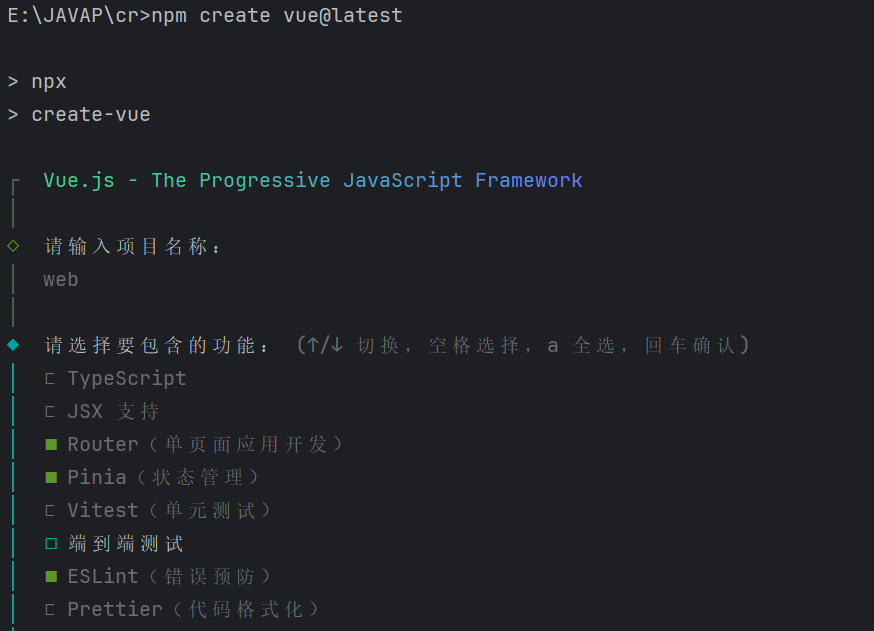 E:\JAVAP\cr>npm create vue@latest
> npx
> create-vue
Vue.js - The Progressive JavaScript Framework
请输入项目名称：
web
请选择要包含的功能： (↑/↓ 切换，空格选择，a 全选，回车确认)
TypeScript
JSX 支持
Router（单页面应用开发）
Pinia（状态管理）
Vitest（单元测试）
端到端测试
ESLint（错误预防）
Prettier（代码格式化）